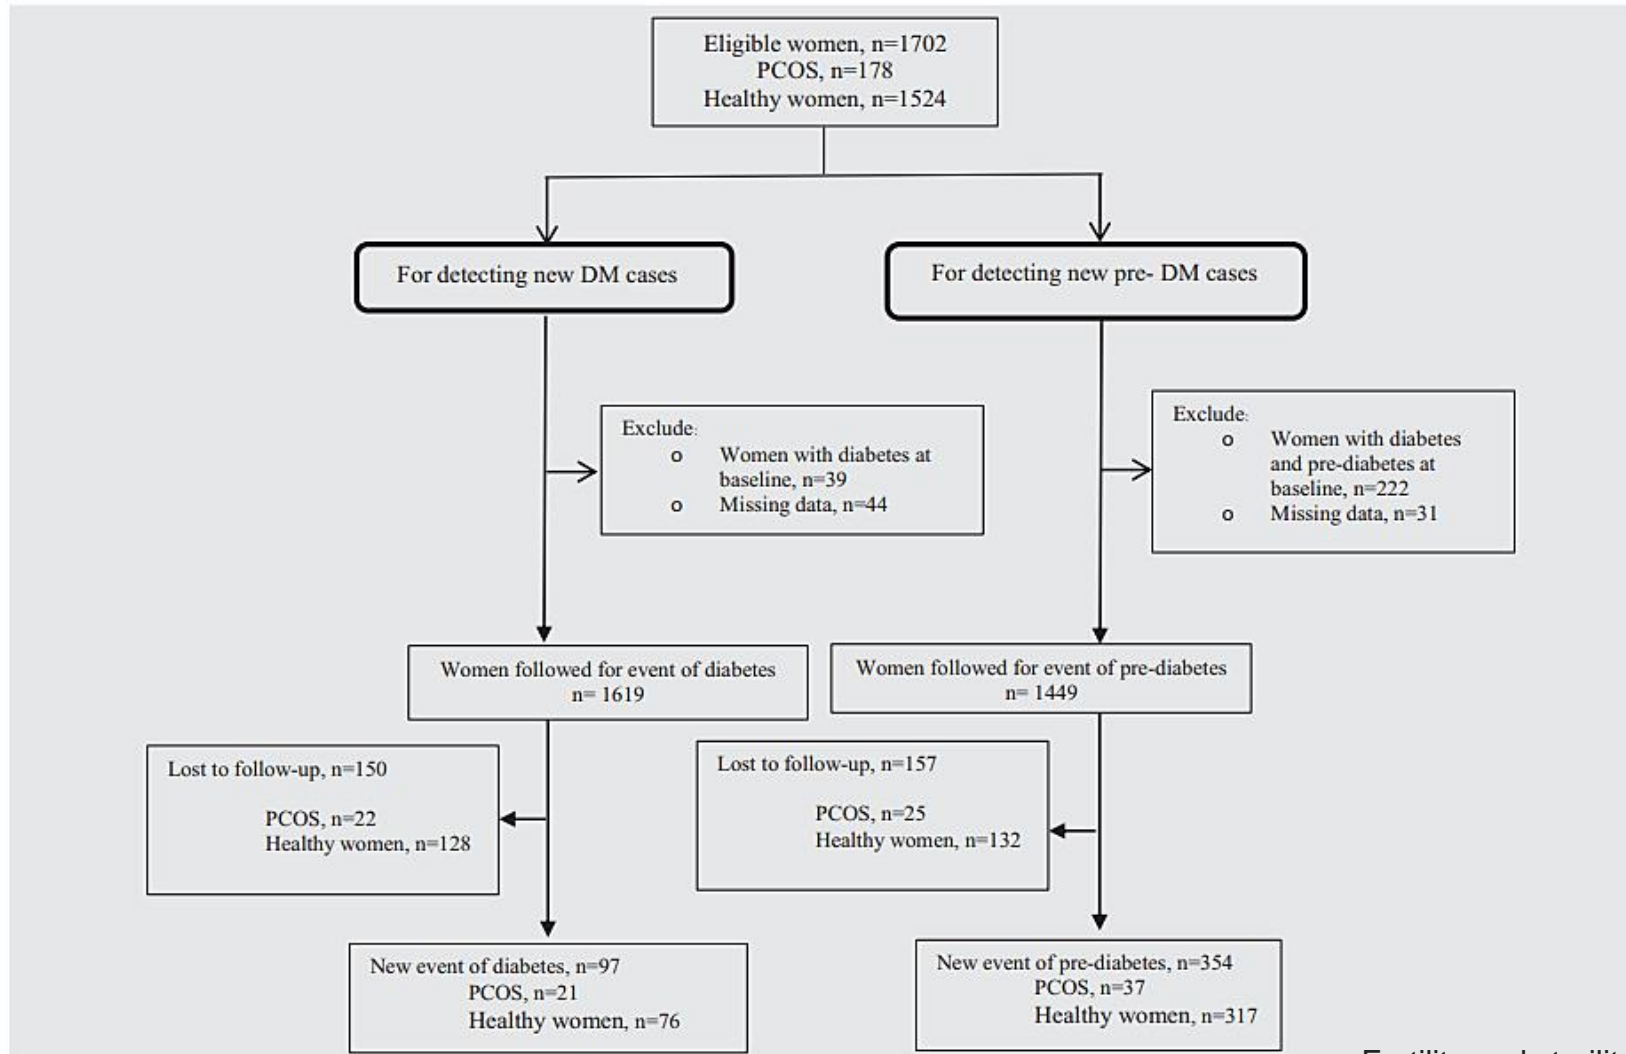 Eligible women, n=1702
PCOS, n=178
Healthy women, n=1524
For detecting new DM cases
For detecting new pre- DM cases
Exclude:
o Women with diabetes at
baseline, n=39
o Missing data, n=44
Exclude:
o Women with diabetes
and pre-diabetes at
baseline, n=222
o Missing data, n=31
Women followed for event of diabetes
n= 1619
Women followed for event of pre-diabetes
n= 1449
Lost to follow-up, n=150
PCOS, n=22
Healthy women, n=128
Lost to follow-up, n=157
PCOS, n=25
Healthy women, n=132
New event of diabetes, n=97
PCOS, n=21
Healthy women, n=76
New event of pre-diabetes, n=354
PCOS, n=37
Healthy women, n=317